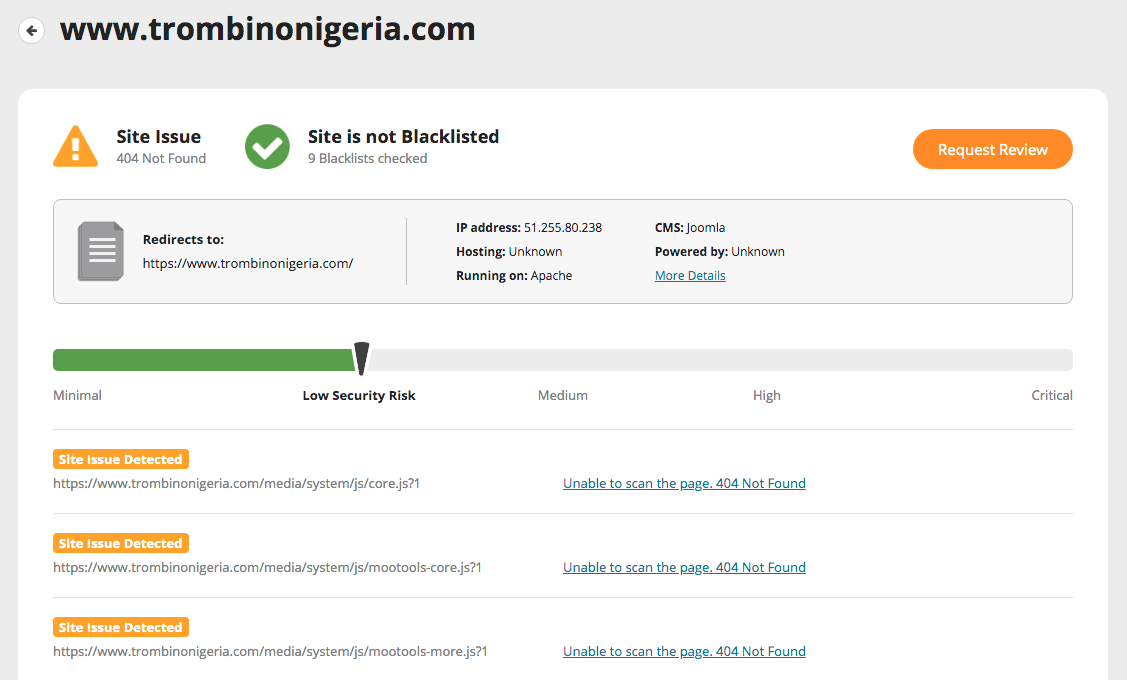 www.trombinonigeria.com
Site Issue
404 Not Found
Site is not Blacklisted
9 Blacklists checked
Request Review
Redirects to:
https://www.trombinonigeria.com/
IP address: 51.255.80.238
Hosting: Unknown
Running on: Apache
CMS: Joomla
Powered by: Unknown
More Details
Minimal
Low Security Risk
Medium
High
Critical
Site Issue Detected
https://www.trombinonigeria.com/media/system/js/core.js?1
Unable to scan the page. 404 Not Found
Site Issue Detected
https://www.trombinonigeria.com/media/system/js/mootools-core.js?1
Unable to scan the page. 404 Not Found
Site Issue Detected
https://www.trombinonigeria.com/media/system/js/mootools-more.js?1
Unable to scan the page. 404 Not Found